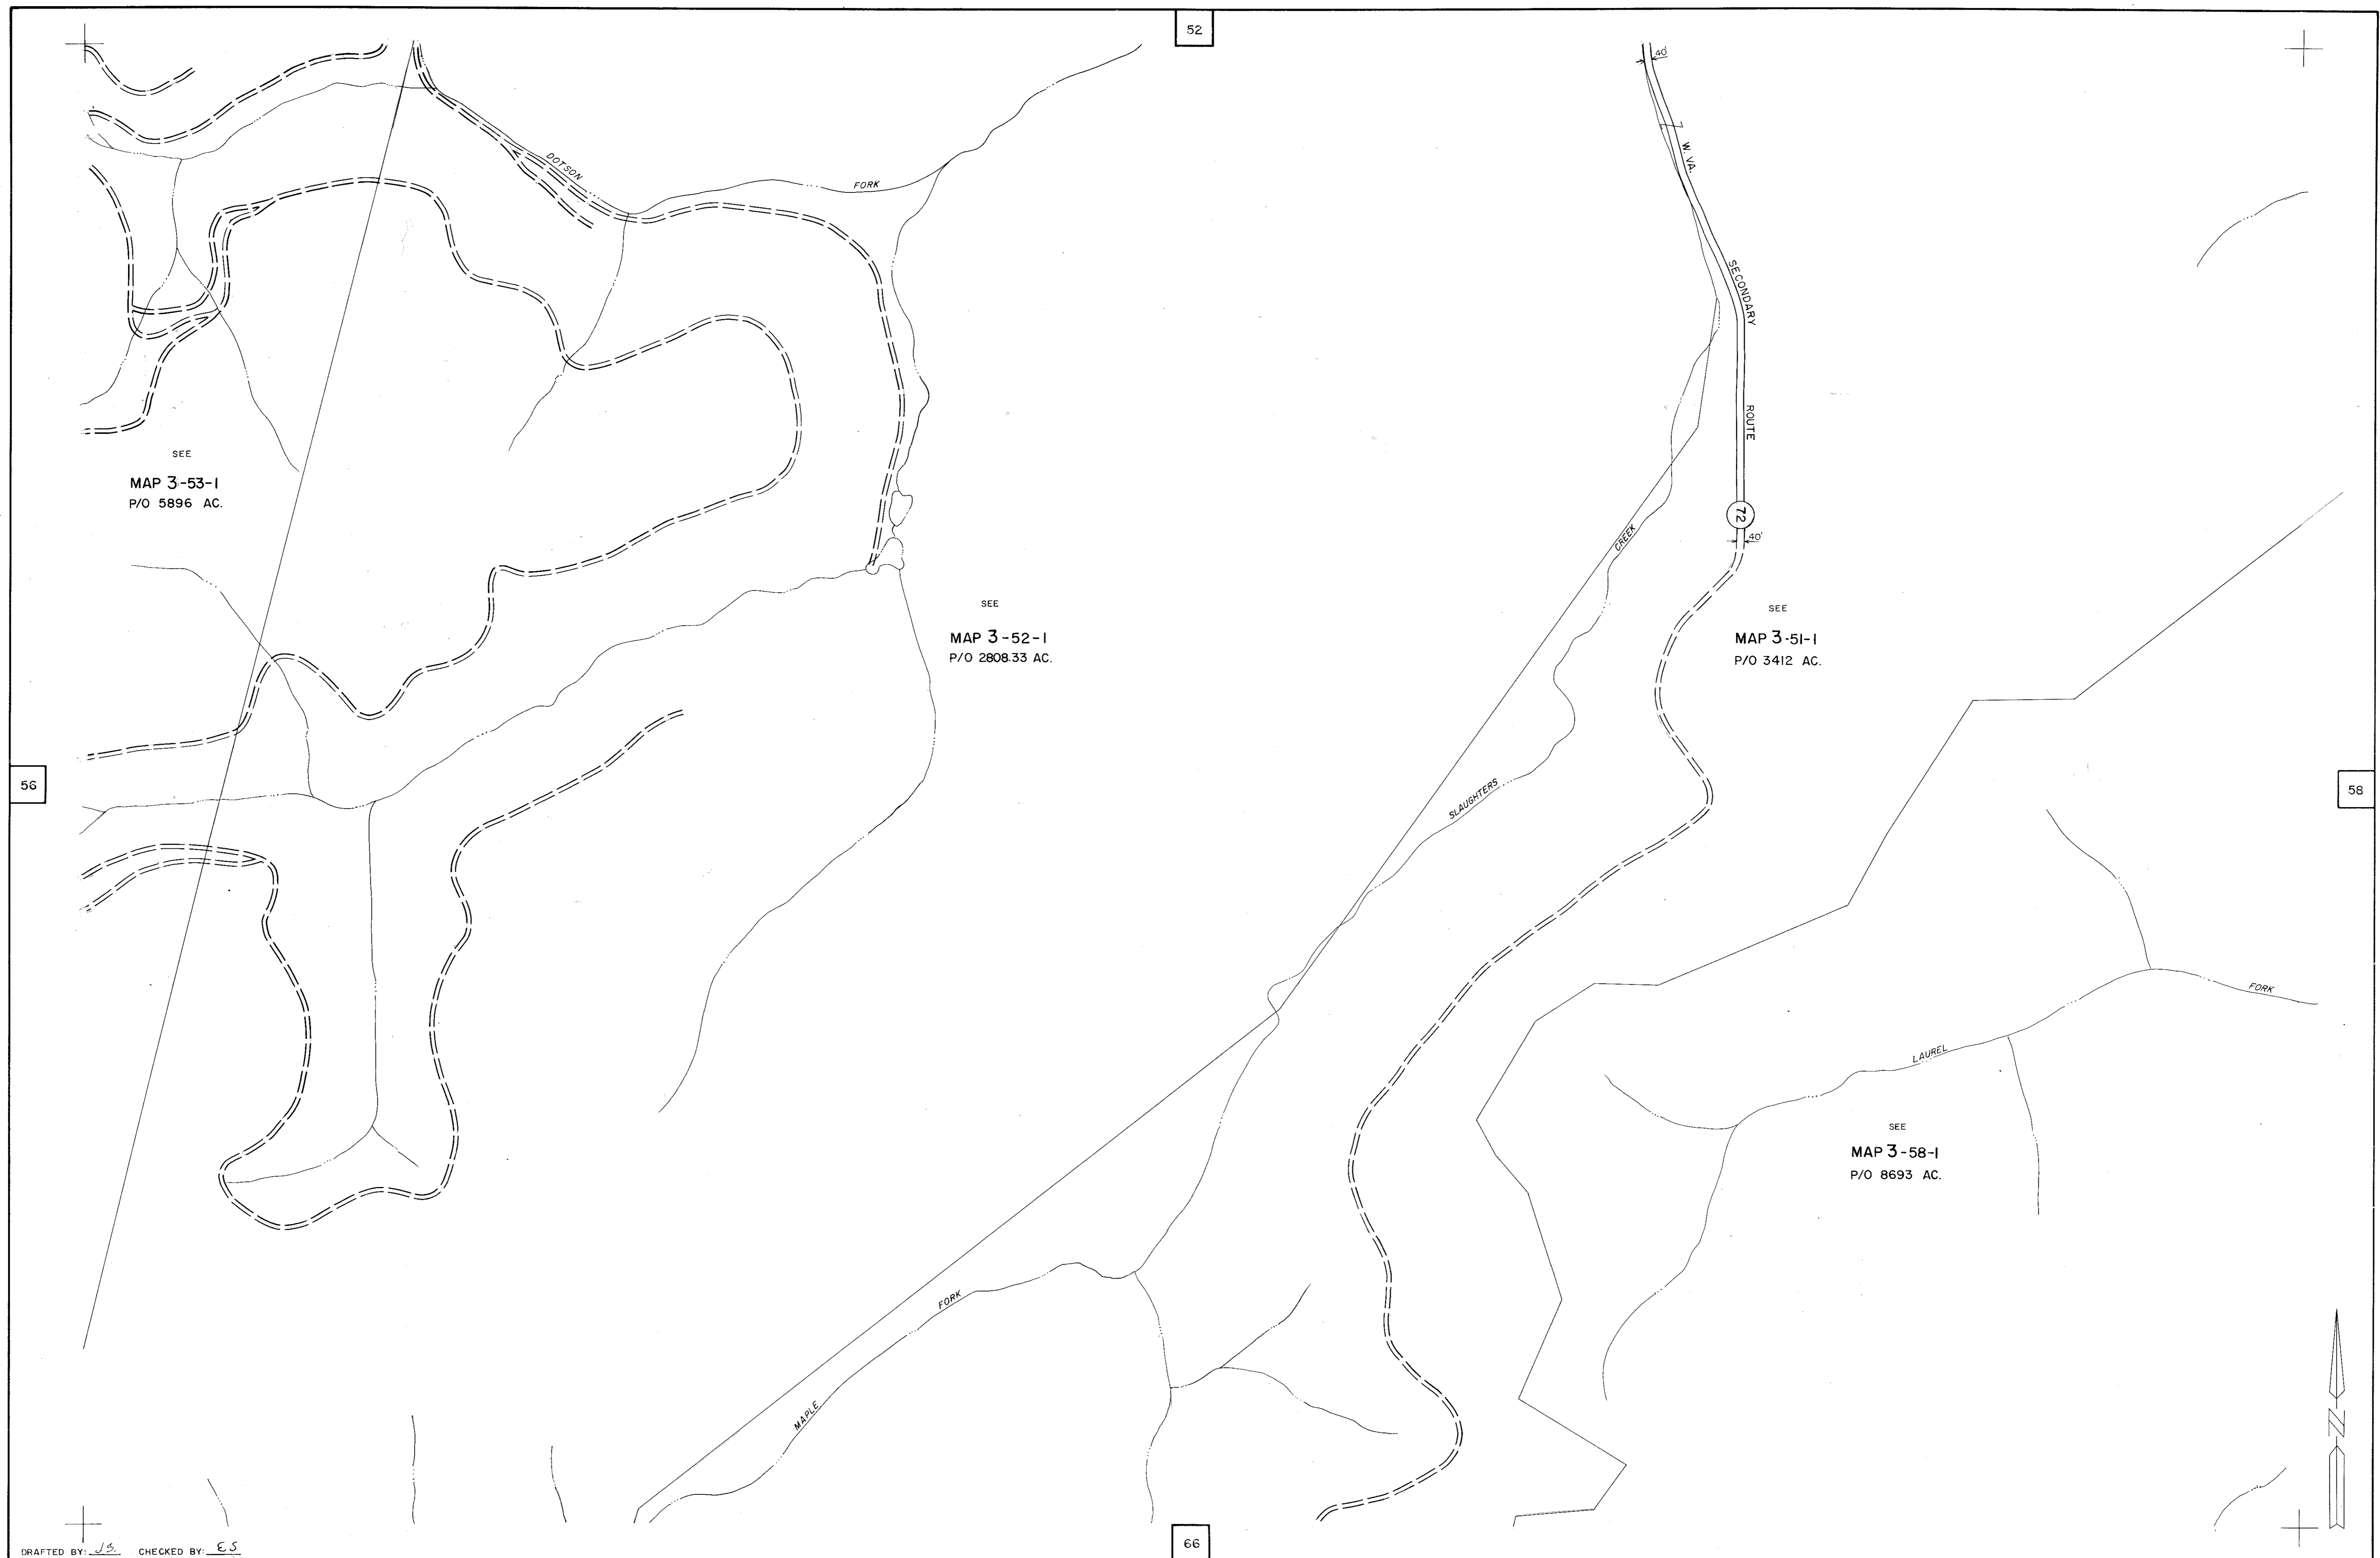 52
40'
W. VA.
DOTSON
FORK
SECONDARY
ROUTE
SEE
MAP 3-53-1
P/O 5896 AC.
72
40'
CREEK
SEE
MAP 3-52-1
P/O 2808.33 AC.
SEE
MAP 3-51-1
P/O 3412 AC.
56
58
SLAUGHTERS
FORK
LAUREL
SEE
MAP 3-58-1
P/O 8693 AC.
FORK
MAPLE
N
66
DRAFTED BY: J.S. CHECKED BY: ES